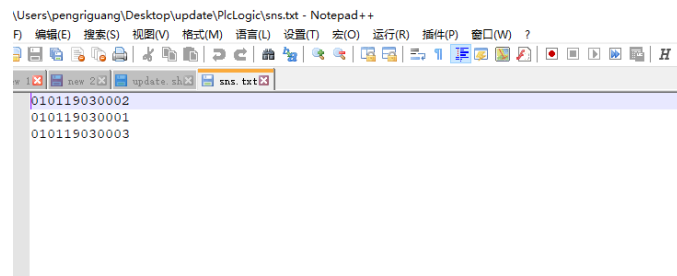 \Users\pengriguang\Desktop\update\PlcLogic\sns.txt - Notepad++
F) 编辑(E) 搜索(S) 视图(V) 格式(M) 语言(L) 设置(T) 宏(O) 运行(R) 插件(P) 窗口(W) ?
w 1 new 2 update.sh sns.txt
010119030002
010119030001
010119030003